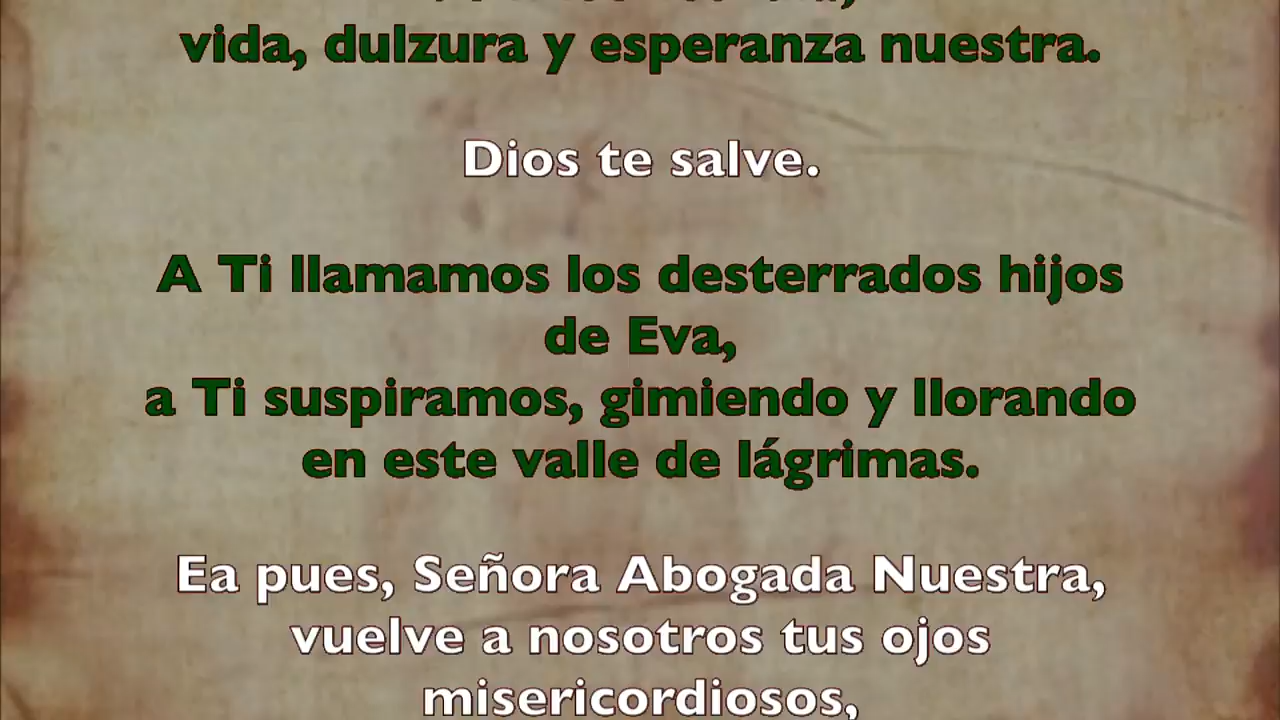 vida, dulzura y esperanza nuestra.
Dios te salve.
A Ti llamamos los desterrados hijos
de Eva,
a Ti suspiramos, gimiendo y llorando
en este valle de lágrimas.
Ea pues, Señora Abogada Nuestra,
vuelve a nosotros tus ojos
misericordiosos,